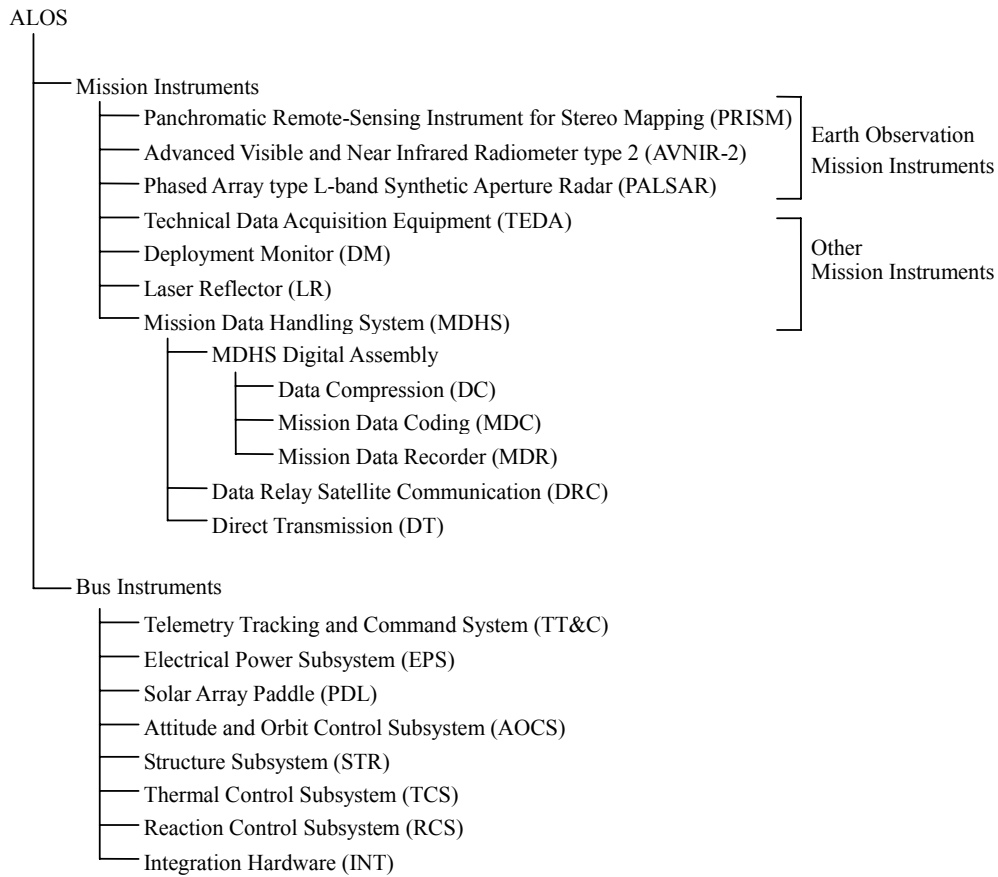 ALOS
Mission Instruments
Panchromatic Remote-Sensing Instrument for Stereo Mapping (PRISM)
Advanced Visible and Near Infrared Radiometer type 2 (AVNIR-2)
Phased Array type L-band Synthetic Aperture Radar (PALSAR)
Earth Observation
Mission Instruments
Technical Data Acquisition Equipment (TEDA)
Deployment Monitor (DM)
Laser Reflector (LR)
Mission Data Handling System (MDHS)
Other
Mission Instruments
MDHS Digital Assembly
Data Compression (DC)
Mission Data Coding (MDC)
Mission Data Recorder (MDR)
Data Relay Satellite Communication (DRC)
Direct Transmission (DT)
Bus Instruments
Telemetry Tracking and Command System (TT&C)
Electrical Power Subsystem (EPS)
Solar Array Paddle (PDL)
Attitude and Orbit Control Subsystem (AOCS)
Structure Subsystem (STR)
Thermal Control Subsystem (TCS)
Reaction Control Subsystem (RCS)
Integration Hardware (INT)